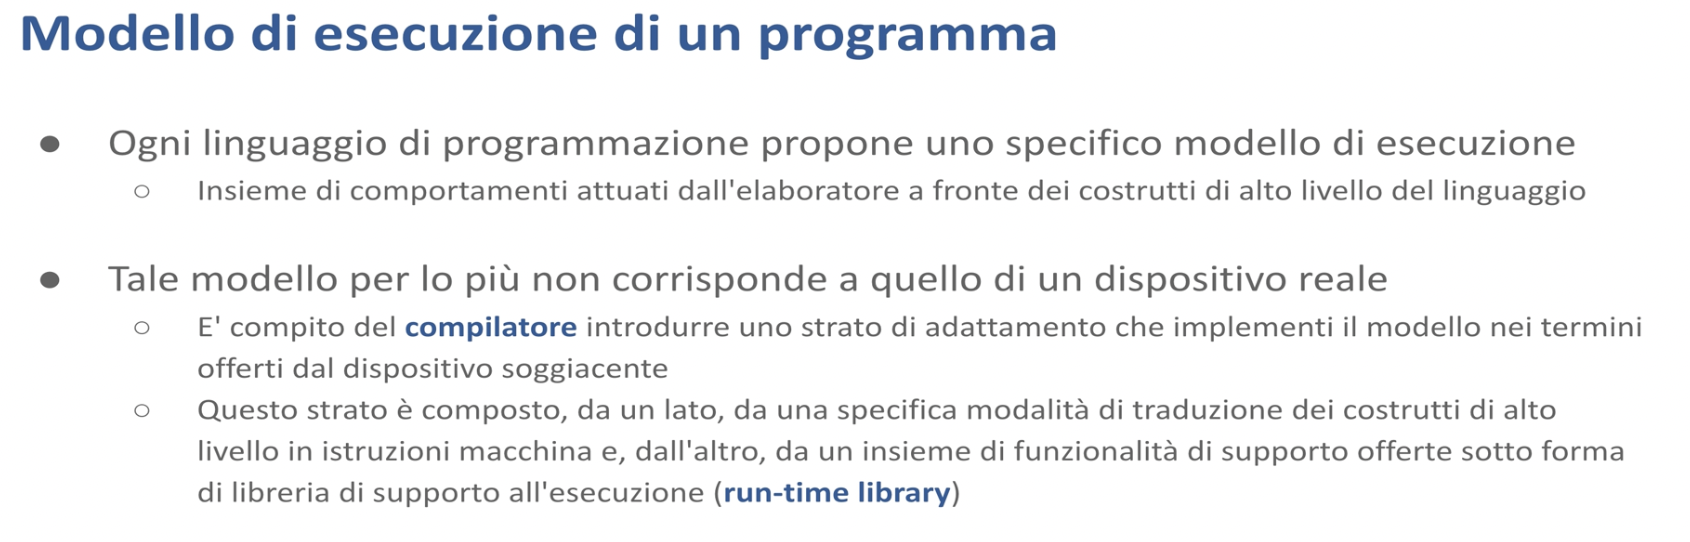 Modello di esecuzione di un programma
● Ogni linguaggio di programmazione propone uno specifico modello di esecuzione
○ Insieme di comportamenti attuati dall'elaboratore a fronte dei costrutti di alto livello del linguaggio
● Tale modello per lo più non corrisponde a quello di un dispositivo reale
○ E' compito del compilatore introdurre uno strato di adattamento che implementi il modello nei termini
offerti dal dispositivo soggiacente
○ Questo strato è composto, da un lato, da una specifica modalità di traduzione dei costrutti di alto
livello in istruzioni macchina e, dall'altro, da un insieme di funzionalità di supporto offerte sotto forma
di libreria di supporto all'esecuzione (run-time library)